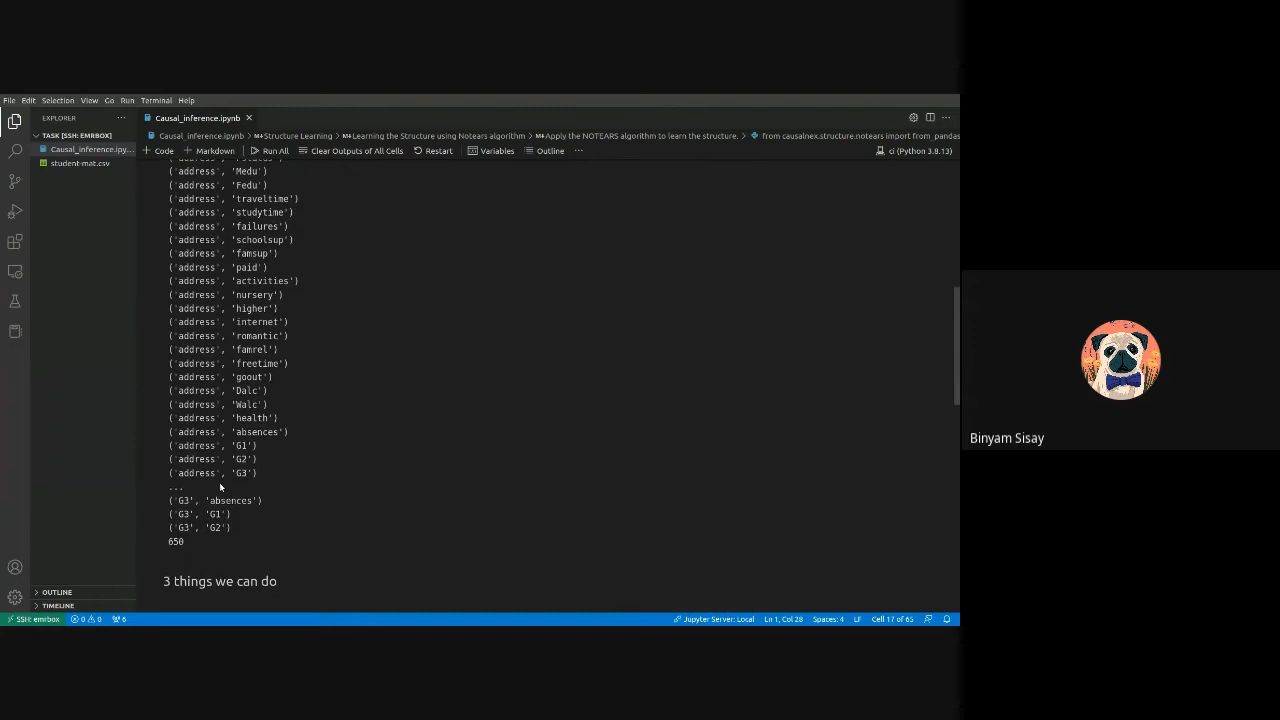 File Edit Selection View Go Run Terminal Help
EXPLORER ...
Causal_inference.ipynb
TASK [SSH: EMRBOX]
Causal_inference.ipy...
student-mat.csv
Causal_inference.ipynb > M+Structure Learning > M+Learning the Structure using Notears algorithm > M+Apply the NOTEARS algorithm to learn the structure. > from causalnex.structure.notears import from_pandas
+ Code + Markdown Run All Clear Outputs of All Cells Restart Variables Outline ... ci (Python 3.8.13)
('address', 'Medu')
('address', 'Fedu')
('address', 'traveltime')
('address', 'studytime')
('address', 'failures')
('address', 'schoolsup')
('address', 'famsup')
('address', 'paid')
('address', 'activities')
('address', 'nursery')
('address', 'higher')
('address', 'internet')
('address', 'romantic')
('address', 'famrel')
('address', 'freetime')
('address', 'goout')
('address', 'Dalc')
('address', 'Walc')
('address', 'health')
('address', 'absences')
('address', 'G1')
('address', 'G2')
('address', 'G3')
...
('G3', 'absences')
('G3', 'G1')
('G3', 'G2')
650
3 things we can do
OUTLINE
TIMELINE
SSH: emrbox 0 0 6 Jupyter Server: Local Ln 1, Col 28 Spaces: 4 LF Cell 17 of 65
Binyam Sisay